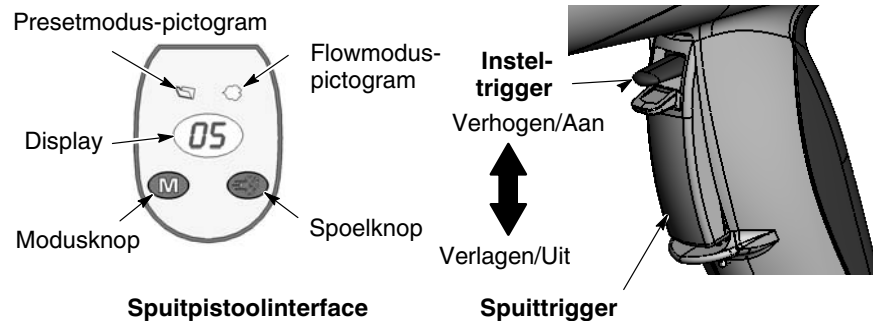 Presetmodus-pictogram
Flowmodus-
pictogram
Display
05
M
Modusknop
Spoelknop
Spuitpistoolinterface
Instel-
trigger
Verhogen/Aan
Verlagen/Uit
Spuittrigger